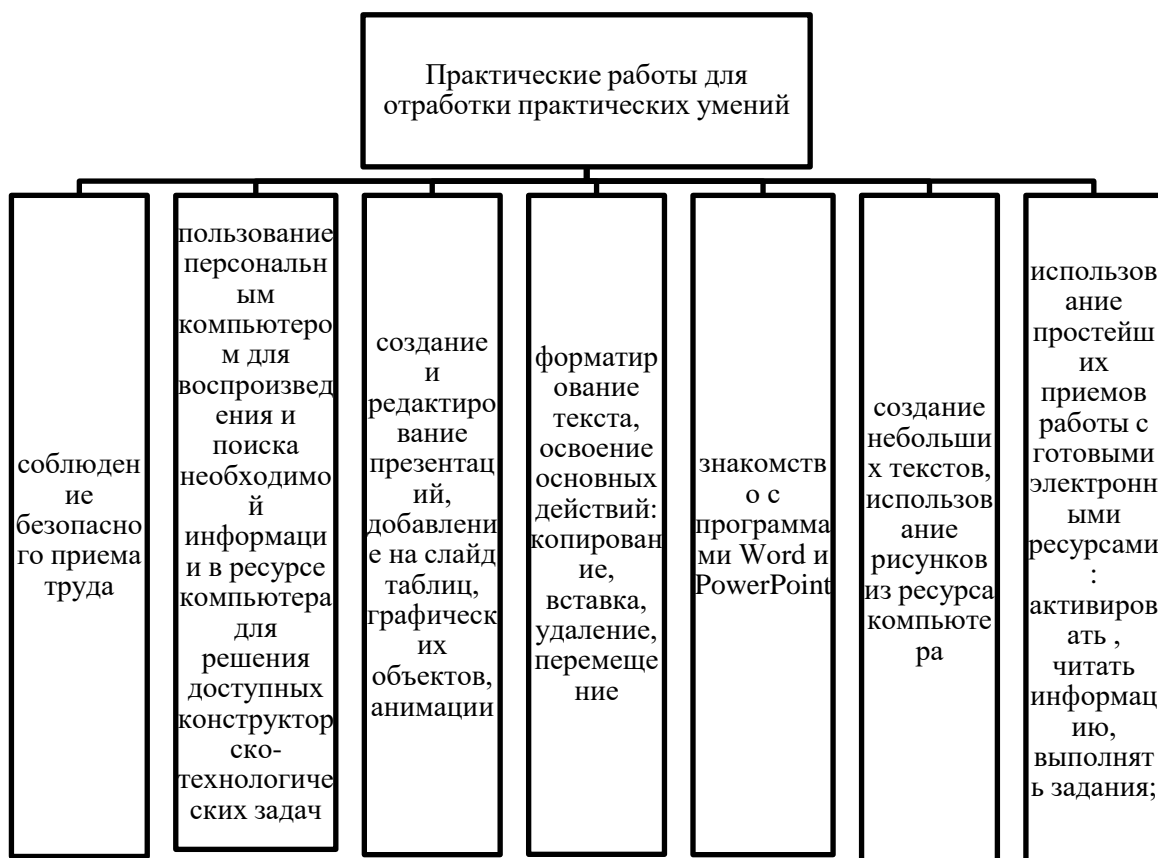 Практические работы для
отработки практических умений
соблюден
ие
безопасно
го приема
труда
пользование
персональн
ым
компьютеро
м для
воспроизвед
ения и
поиска
необходимо
й
информаци
и в ресурсе
компьютера
для
решения
доступных
конструктор
ско-
технологиче
ских задач
создание
и
редактиро
вание
презентац
ий,
добавлени
е на слайд
таблиц,
графическ
их
объектов,
анимации
форматир
ование
текста,
освоение
основных
действий:
копирован
ие,
вставка,
удаление,
перемеще
ние
знакомств
о с
программа
ми Word и
PowerPoint
создание
небольши
х текстов,
использов
ание
рисунков
из ресурса
компьюте
ра
использов
ание
простейш
их
приемов
работы с
готовыми
электронн
ыми
ресурсами
:
активиров
ать ,
читать
информац
ию,
выполнят
ь задания;